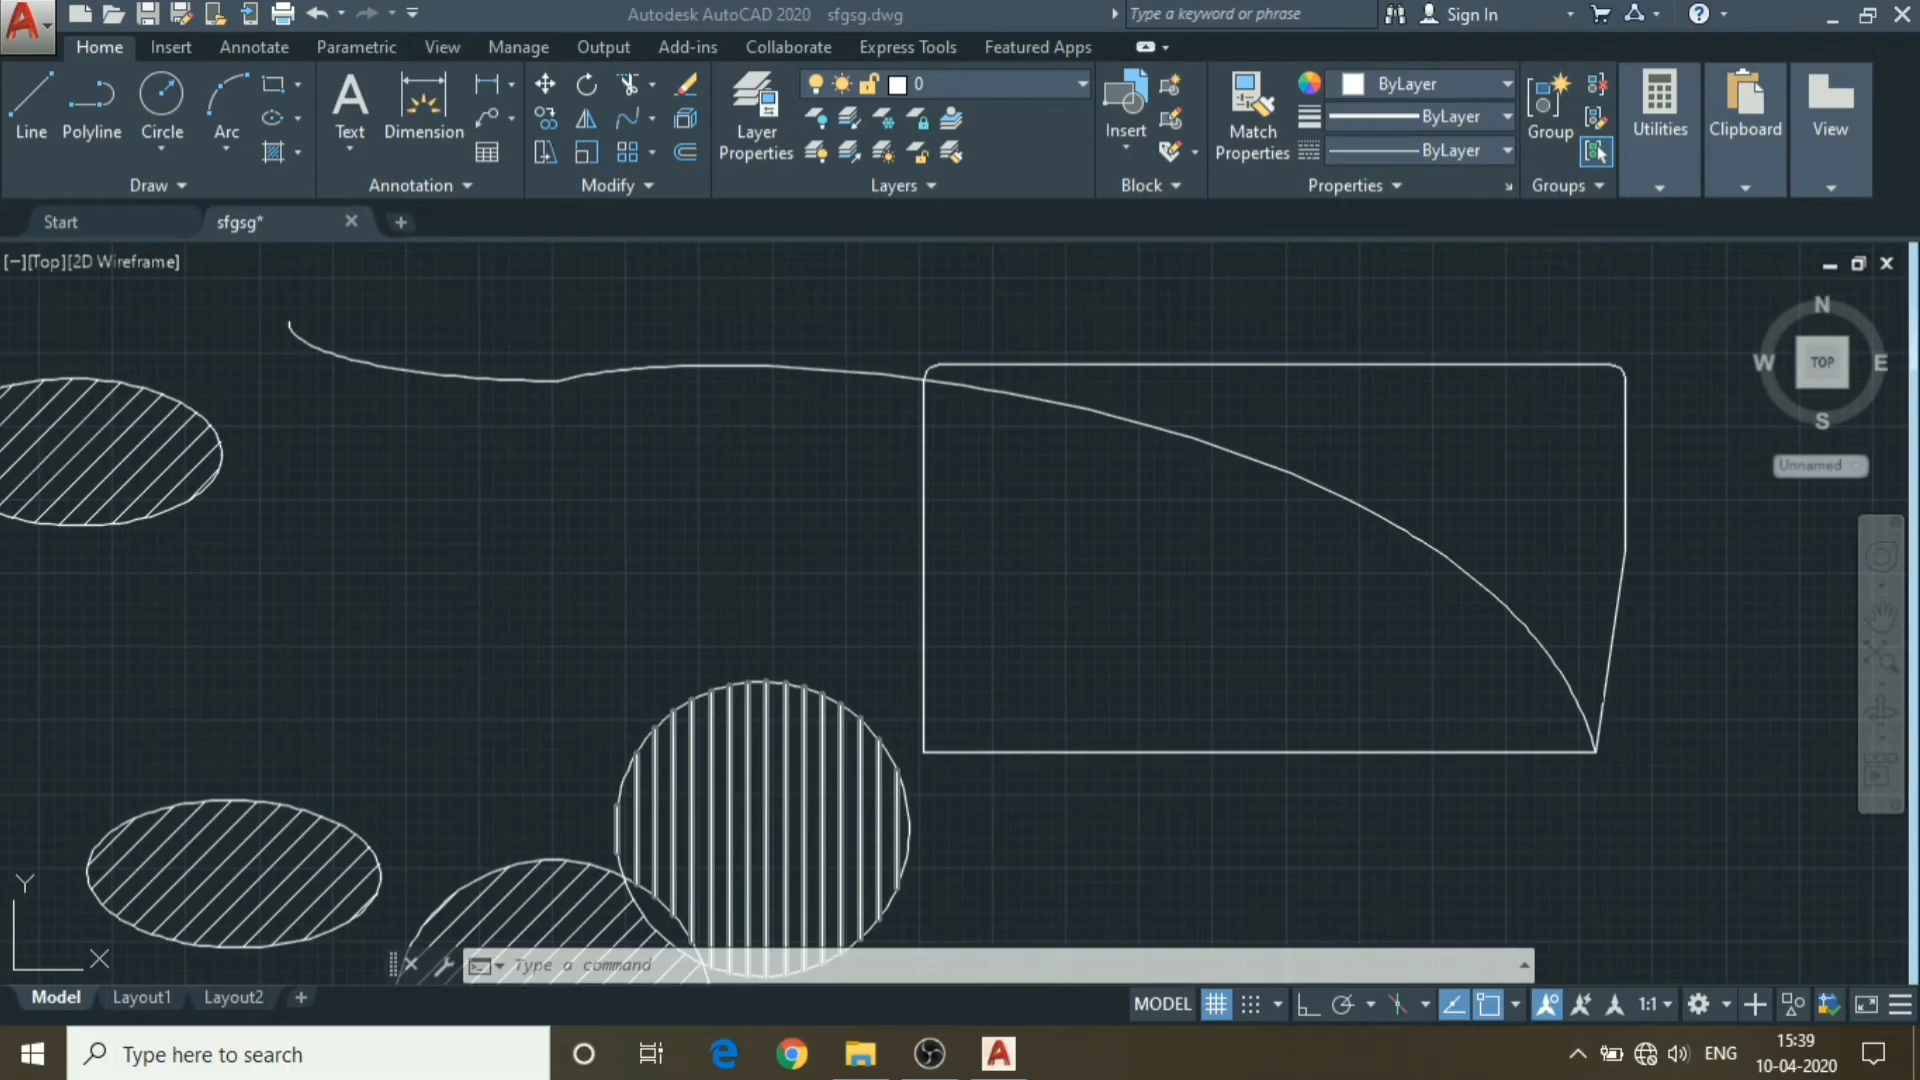 Autodesk AutoCAD 2020 sfgsg.dwg
Type a keyword or phrase
Sign In
Home Insert Annotate Parametric View Manage Output Add-ins Collaborate Express Tools Featured Apps
Line Polyline Circle Arc
Text Dimension
Layer Properties
0
Insert
Match Properties
ByLayer
ByLayer
ByLayer
Group
Utilities Clipboard View
Draw Annotation Modify Layers Block Properties Groups
Start sfgsg*
[−][Top][2D Wireframe]
N
W TOP E
S
Unnamed
Y
X
Type a command
Model Layout1 Layout2
MODEL 1:1
Type here to search
ENG
15:39
10-04-2020